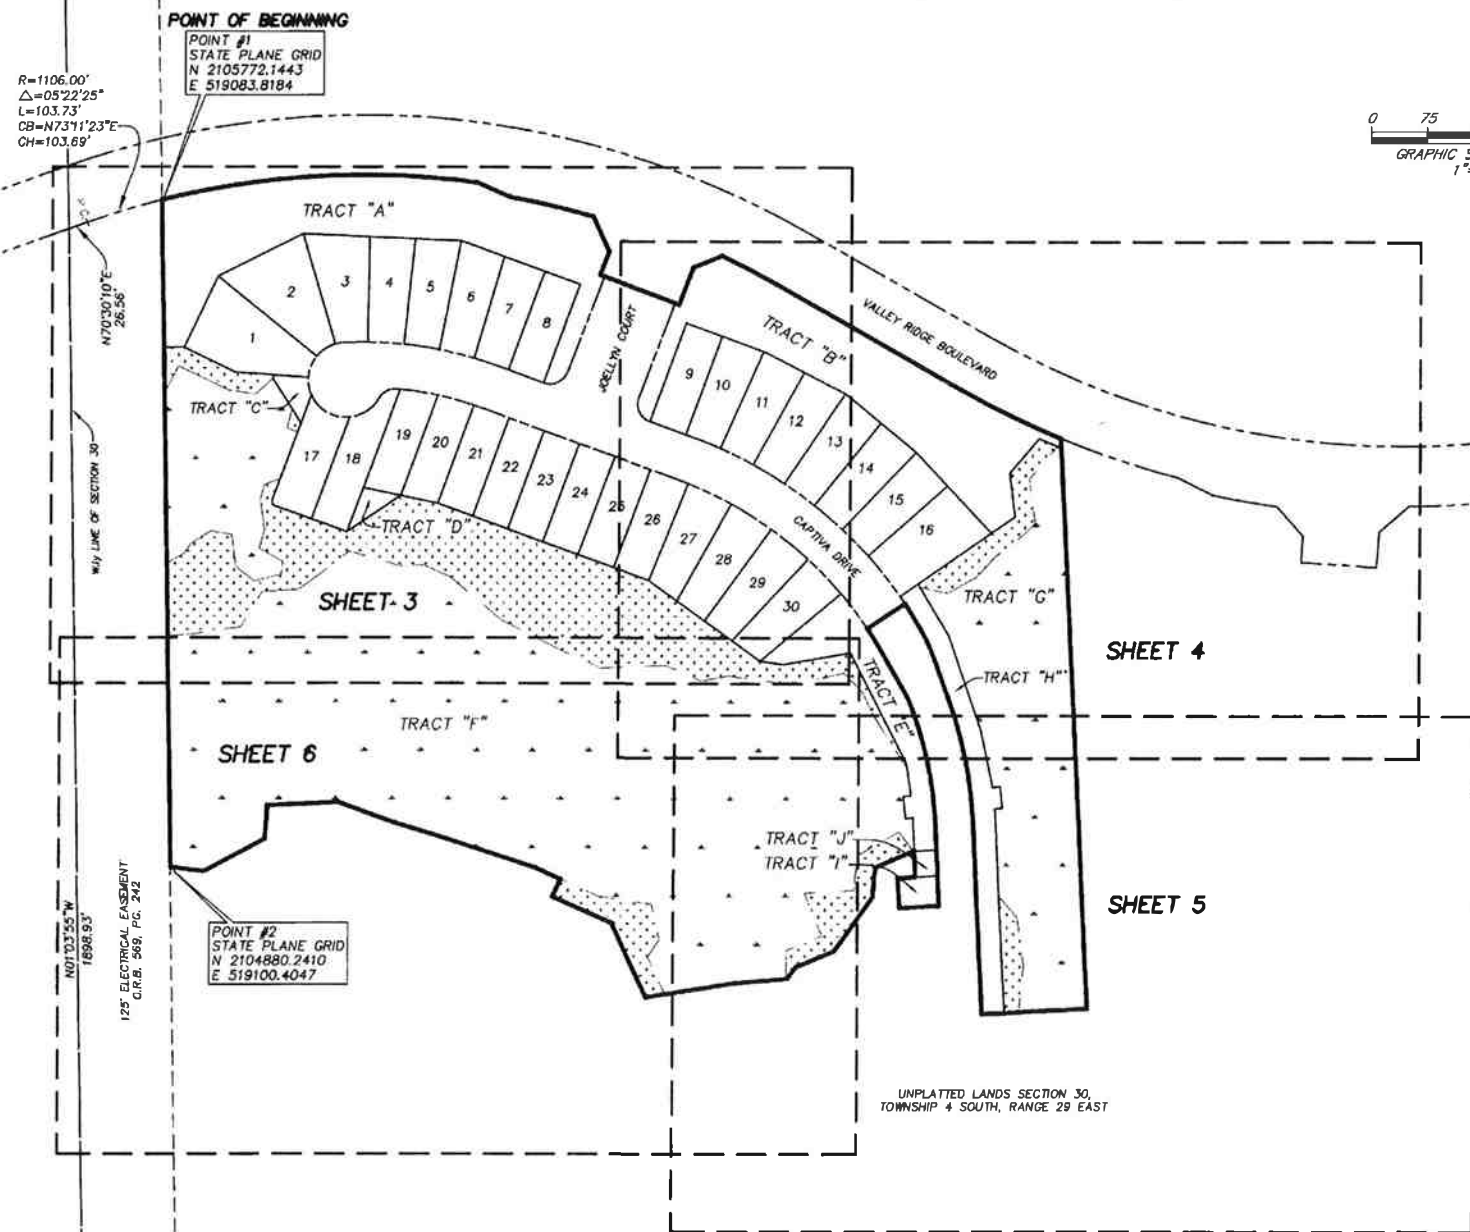 POINT OF BEGINNING
POINT #1
STATE PLANE GRID
N 2105772.1443
E 519083.8184
R=1106.00'
△=05°22'25"
L=103.73'
CB=N73°11'23"E
CH=103.69'
0 75
GRAPHIC
1"=
N70°30'10"E
26.56'
W'ly LINE OF SECTION 30
TRACT "A"
1
2
3
4
5
6
7
8
JOELLYN COURT
TRACT "B"
VALLEY RIDGE BOULEVARD
9
10
11
12
13
14
15
16
TRACT "C"
17
18
19
20
21
22
23
24
25
26
27
28
29
30
CAPTIVA DRIVE
TRACT "D"
SHEET 3
TRACT "G"
SHEET 4
TRACT "H"
TRACT "E"
TRACT "F"
SHEET 6
TRACT "J"
TRACT "I"
SHEET 5
N01°03'55"W
1898.93'
125' ELECTRICAL EASEMENT
O.R.B. 569, PG. 242
POINT #2
STATE PLANE GRID
N 2104880.2410
E 519100.4047
UNPLATTED LANDS SECTION 30,
TOWNSHIP 4 SOUTH, RANGE 29 EAST